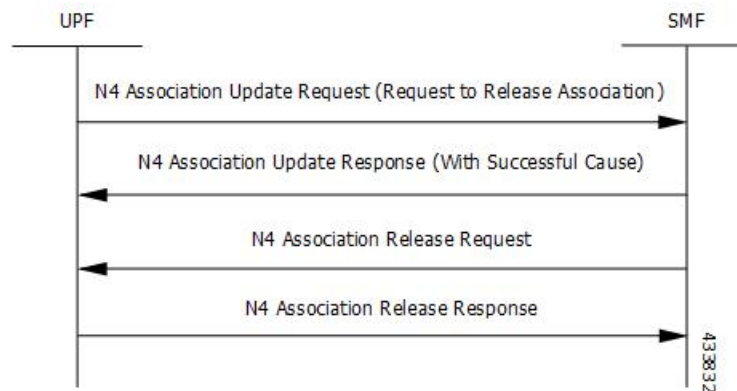 UPF
SMF
N4 Association Update Request (Request to Release Association)
N4 Association Update Response (With Successful Cause)
N4 Association Release Request
N4 Association Release Response
433832